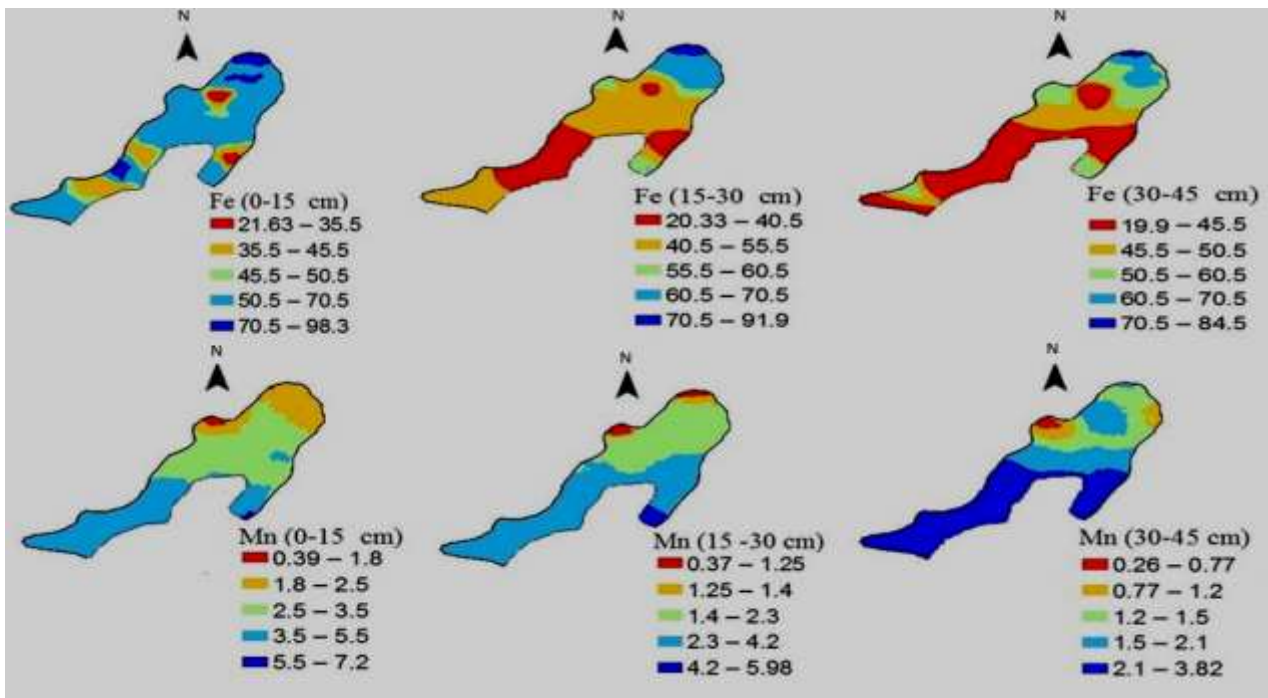 N
N
N
Fe (0-15 cm)
21.63 – 35.5
35.5 – 45.5
45.5 – 50.5
50.5 – 70.5
70.5 – 98.3
Fe (15-30 cm)
20.33 – 40.5
40.5 – 55.5
55.5 – 60.5
60.5 – 70.5
70.5 – 91.9
Fe (30-45 cm)
19.9 – 45.5
45.5 – 50.5
50.5 – 60.5
60.5 – 70.5
70.5 – 84.5
N
N
N
Mn (0-15 cm)
0.39 – 1.8
1.8 – 2.5
2.5 – 3.5
3.5 – 5.5
5.5 – 7.2
Mn (15 -30 cm)
0.37 – 1.25
1.25 – 1.4
1.4 – 2.3
2.3 – 4.2
4.2 – 5.98
Mn (30-45 cm)
0.26 – 0.77
0.77 – 1.2
1.2 – 1.5
1.5 – 2.1
2.1 – 3.82